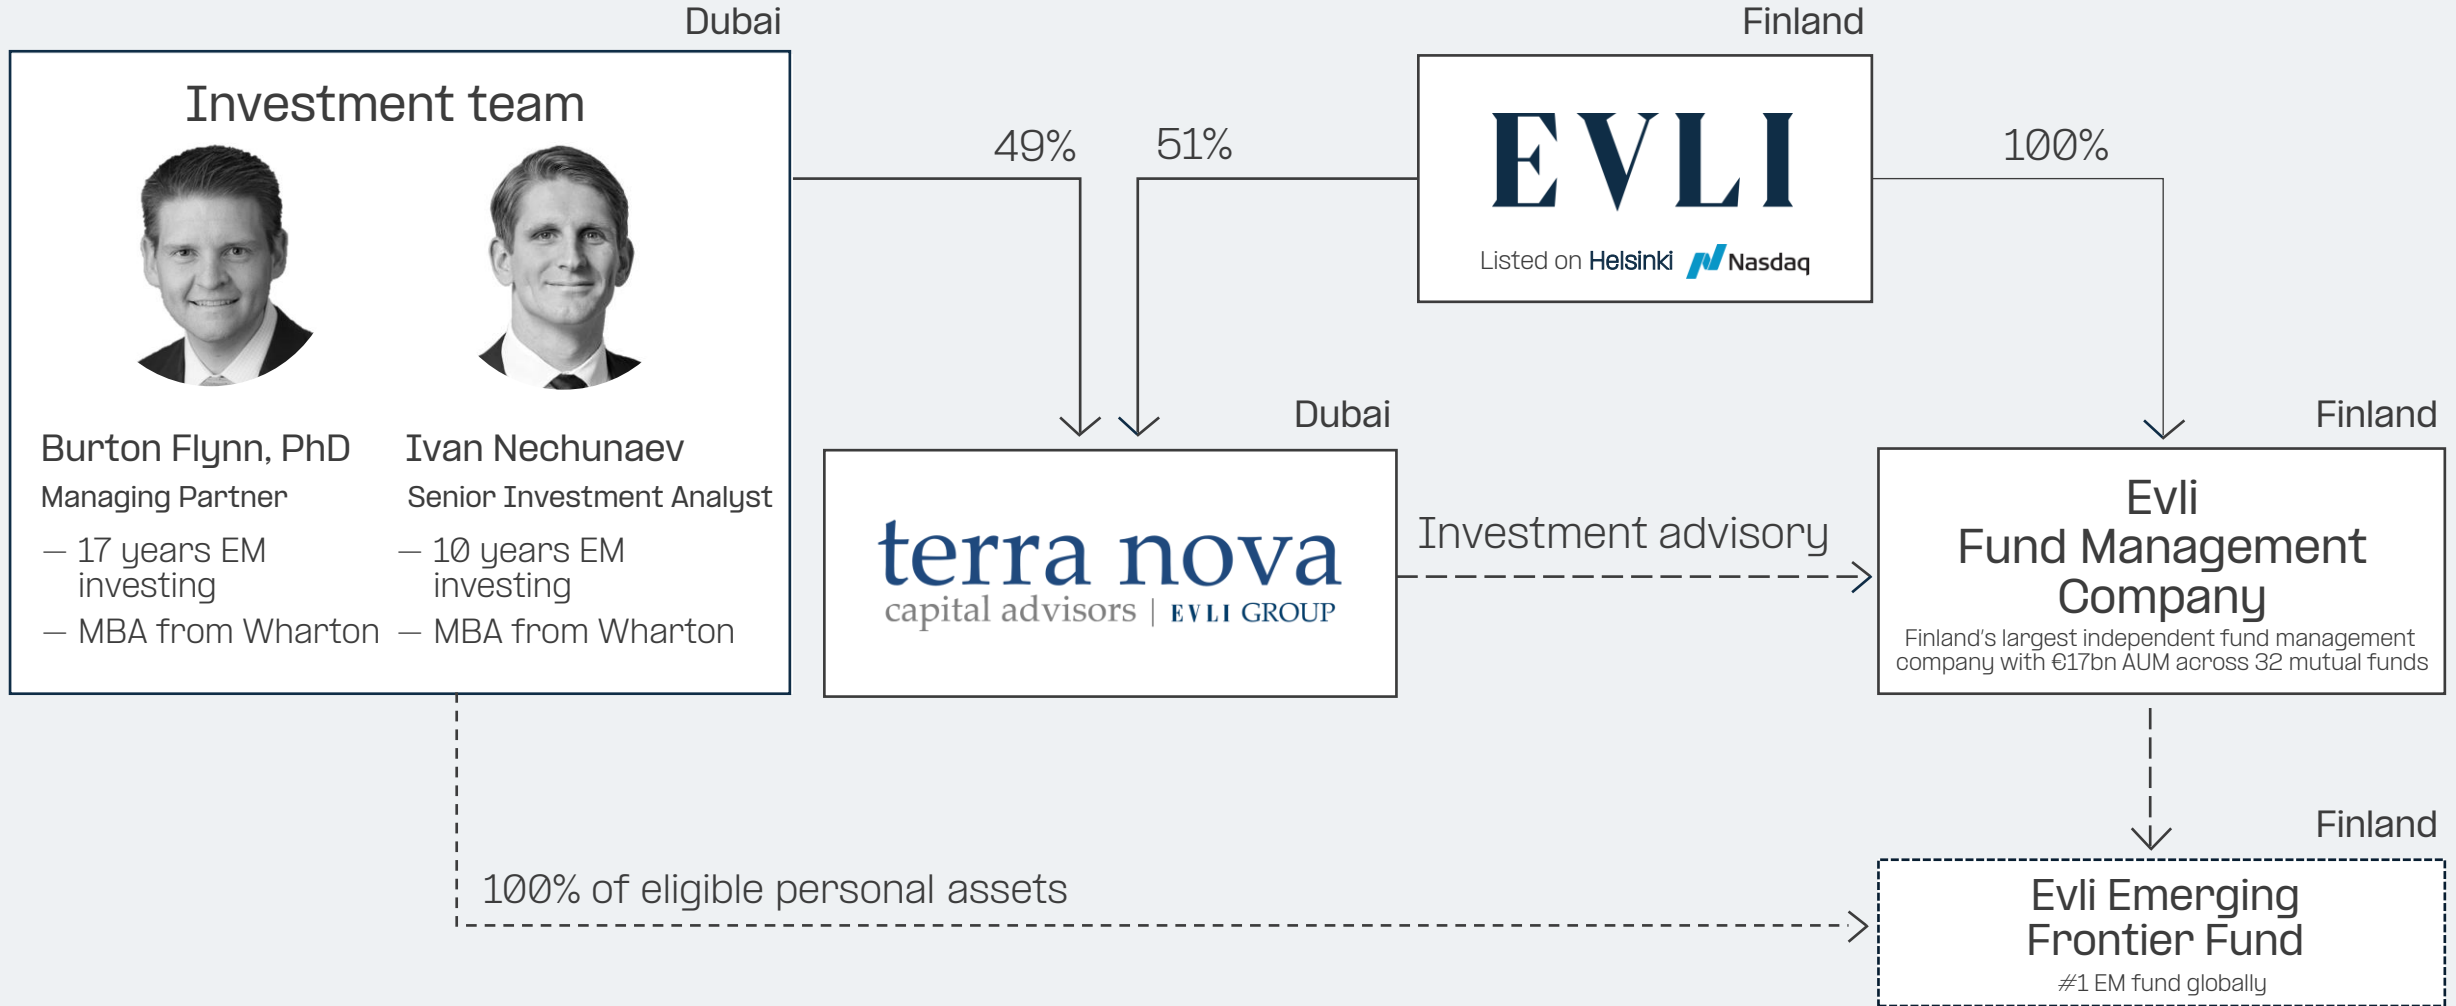 Dubai
Investment team
Burton Flynn, PhD
Managing Partner
— 17 years EM
investing
— MBA from Wharton
Ivan Nechunaev
Senior Investment Analyst
— 10 years EM
investing
— MBA from Wharton
49%
51%
Finland
EVLI
Listed on Helsinki Nasdaq
100%
Dubai
terra nova
capital advisors | EVLI GROUP
Investment advisory
Finland
Evli
Fund Management
Company
Finland's largest independent fund management
company with €17bn AUM across 32 mutual funds
100% of eligible personal assets
Finland
Evli Emerging
Frontier Fund
#1 EM fund globally